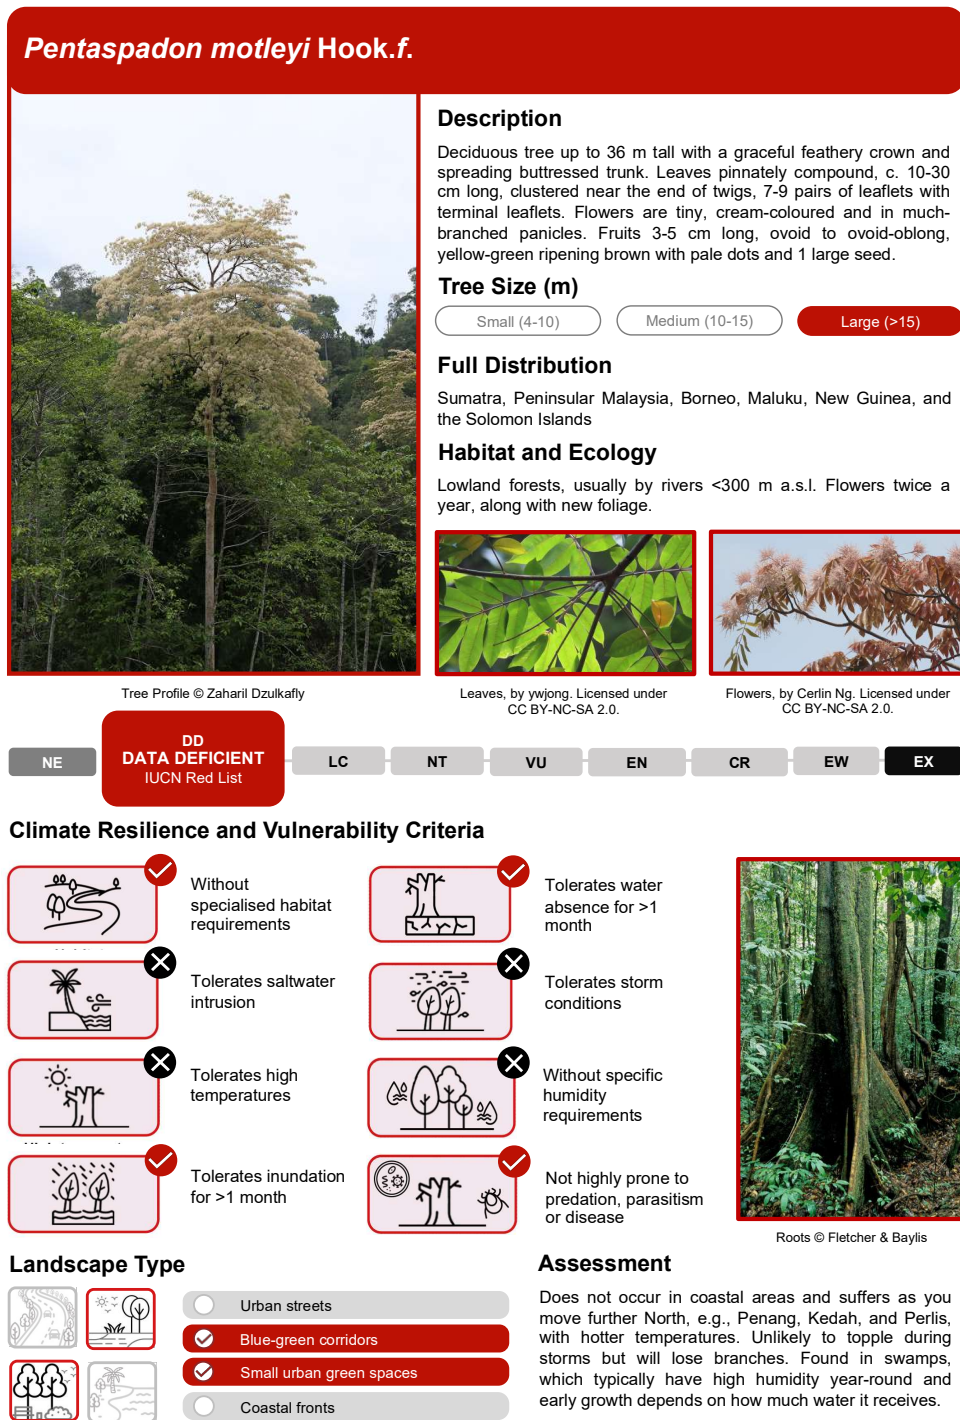 Pentaspadon motleyi Hook.f.
Description
Deciduous tree up to 36 m tall with a graceful feathery crown and
spreading buttressed trunk. Leaves pinnately compound, c. 10-30
cm long, clustered near the end of twigs, 7-9 pairs of leaflets with
terminal leaflets. Flowers are tiny, cream-coloured and in much-
branched panicles. Fruits 3-5 cm long, ovoid to ovoid-oblong,
yellow-green ripening brown with pale dots and 1 large seed.
Tree Size (m)
Small (4-10)
Medium (10-15)
Large (>15)
Full Distribution
Sumatra, Peninsular Malaysia, Borneo, Maluku, New Guinea, and
the Solomon Islands
Habitat and Ecology
Lowland forests, usually by rivers <300 m a.s.l. Flowers twice a
year, along with new foliage.
Tree Profile © Zaharil Dzulkafly
Leaves, by ywjong. Licensed under
CC BY-NC-SA 2.0.
Flowers, by Cerlin Ng. Licensed under
CC BY-NC-SA 2.0.
NE
DD
DATA DEFICIENT
IUCN Red List
LC
NT
VU
EN
CR
EW
EX
Climate Resilience and Vulnerability Criteria
Without
specialised habitat
requirements
Tolerates water
absence for >1
month
Tolerates saltwater
intrusion
Tolerates storm
conditions
Tolerates high
temperatures
Without specific
humidity
requirements
Tolerates inundation
for >1 month
Not highly prone to
predation, parasitism
or disease
Roots © Fletcher & Baylis
Landscape Type
Urban streets
Blue-green corridors
Small urban green spaces
Coastal fronts
Assessment
Does not occur in coastal areas and suffers as you
move further North, e.g., Penang, Kedah, and Perlis,
with hotter temperatures. Unlikely to topple during
storms but will lose branches. Found in swamps,
which typically have high humidity year-round and
early growth depends on how much water it receives.